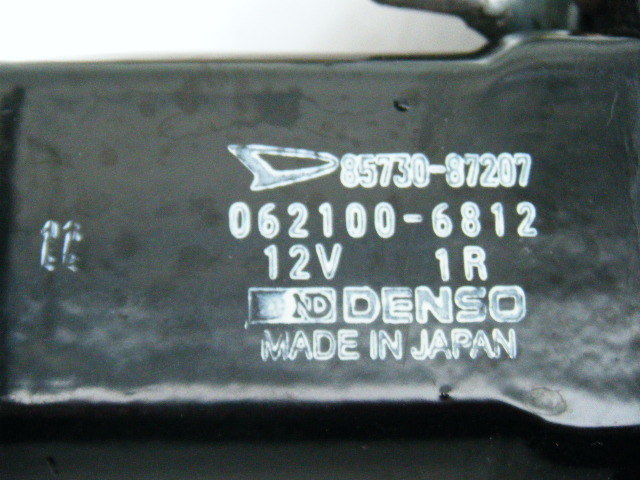 85730-87207
062100-6812
12V 1R
ND DENSO
MADE IN JAPAN